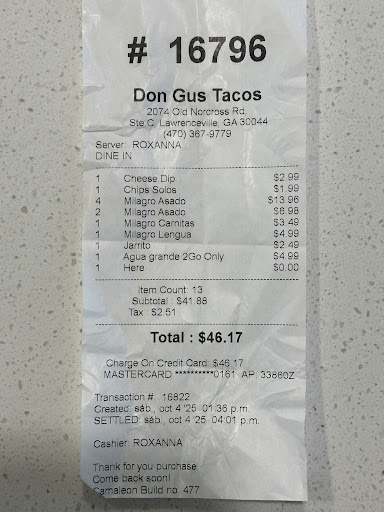 # 16796
Don Gus Tacos
2074 Old Norcross Rd,
Ste C, Lawrenceville, GA 30044
(470) 367-9779
Server: ROXANNA
DINE IN
1 Cheese Dip $2.99
1 Chips Solos $1.99
4 Milagro Asado $13.96
2 Milagro Asado $6.98
1 Milagro Carnitas $3.49
1 Milagro Lengua $4.99
1 Jarrito $2.49
1 Agua grande 2Go Only $4.99
1 Here $0.00
Item Count: 13
Subtotal : $41.88
Tax : $2.51
Total : $46.17
Charge On Credit Card: $46.17
MASTERCARD **********0161 AP: 33860Z
Transaction #: 16822
Created: sáb., oct 4 '25 01:36 p.m.
SETTLED: sáb., oct 4 '25 04:01 p.m.
Cashier: ROXANNA
Thank for you purchase
Come back soon!
Camaleon Build no. 477